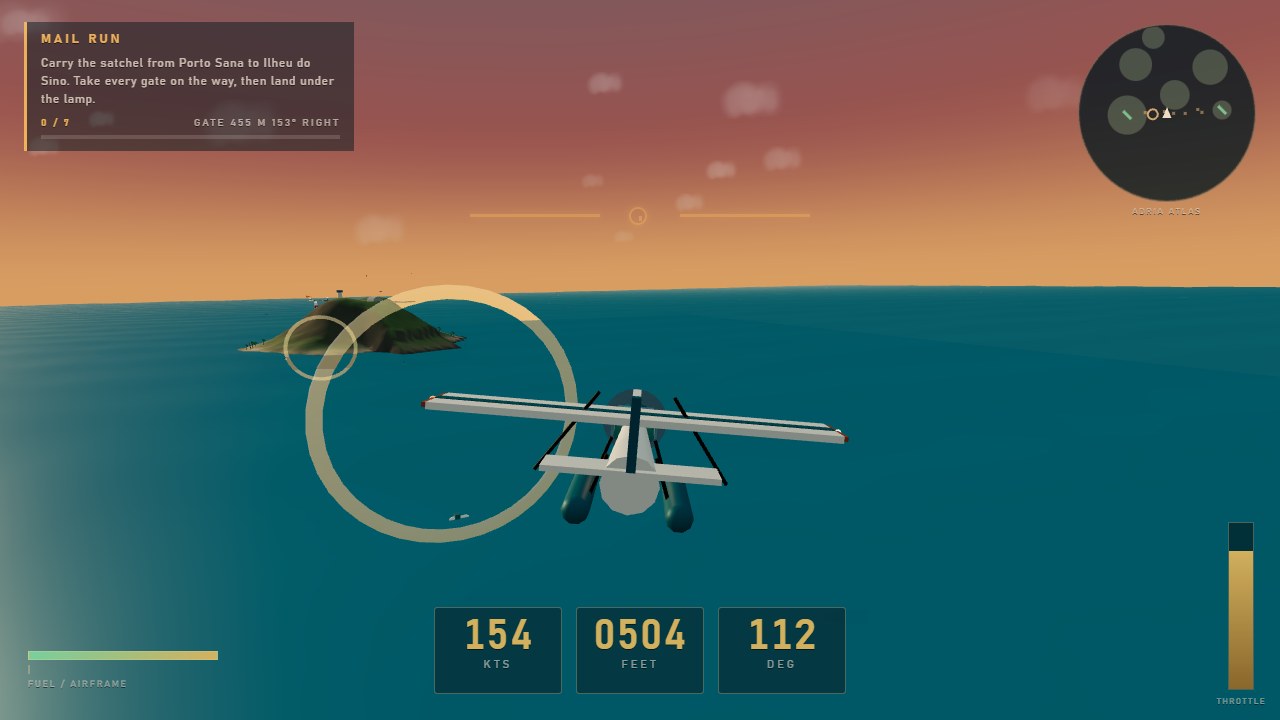 MAIL RUN
Carry the satchel from Porto Sana to Ilheu do
Sino. Take every gate on the way, then land under
the lamp.
0 / 7
GATE 455 M 153° RIGHT
ADRIA ATLAS
154
KTS
0504
FEET
112
DEG
FUEL / AIRFRAME
THROTTLE